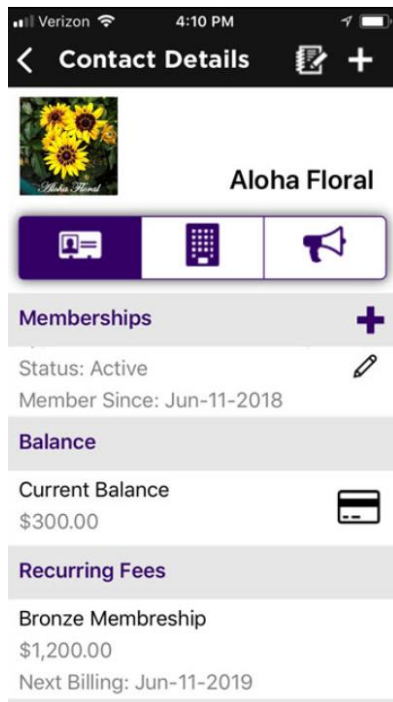 Verizon 4:10 PM
Contact Details
Aloha Floral
Aloha Floral
Memberships
Status: Active
Member Since: Jun-11-2018
Balance
Current Balance
$300.00
Recurring Fees
Bronze Membreship
$1,200.00
Next Billing: Jun-11-2019